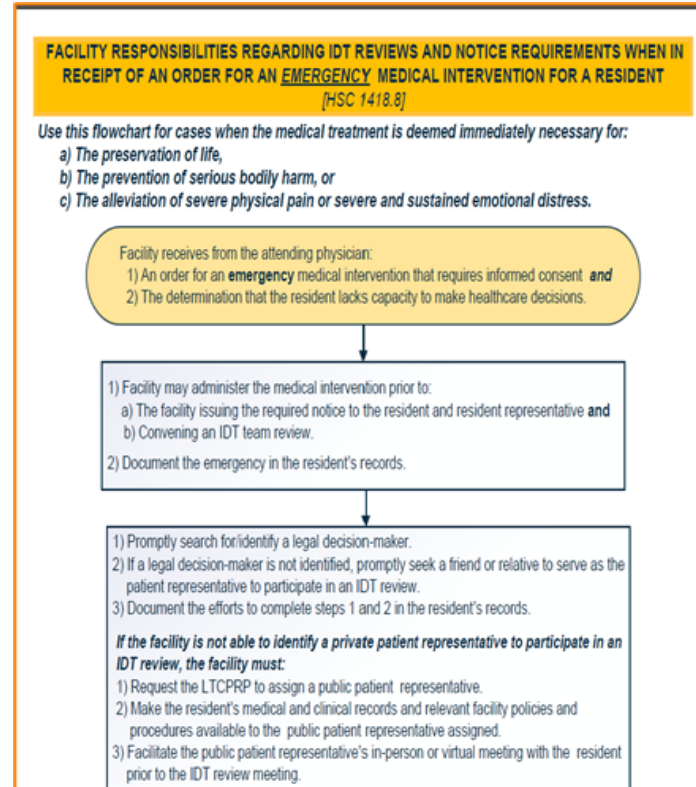 FACILITY RESPONSIBILITIES REGARDING IDT REVIEWS AND NOTICE REQUIREMENTS WHEN IN
RECEIPT OF AN ORDER FOR AN EMERGENCY MEDICAL INTERVENTION FOR A RESIDENT
[HSC 1418.8]
Use this flowchart for cases when the medical treatment is deemed immediately necessary for:
a) The preservation of life,
b) The prevention of serious bodily harm, or
c) The alleviation of severe physical pain or severe and sustained emotional distress.
Facility receives from the attending physician:
1) An order for an emergency medical intervention that requires informed consent and
2) The determination that the resident lacks capacity to make healthcare decisions.
1) Facility may administer the medical intervention prior to:
a) The facility issuing the required notice to the resident and resident representative and
b) Convening an IDT team review.
2) Document the emergency in the resident's records.
1) Promptly search for/identify a legal decision-maker.
2) If a legal decision-maker is not identified, promptly seek a friend or relative to serve as the
patient representative to participate in an IDT review.
3) Document the efforts to complete steps 1 and 2 in the resident's records.
If the facility is not able to identify a private patient representative to participate in an
IDT review, the facility must:
1) Request the LTCPRP to assign a public patient representative.
2) Make the resident's medical and clinical records and relevant facility policies and
procedures available to the public patient representative assigned.
3) Facilitate the public patient representative's in-person or virtual meeting with the resident
prior to the IDT review meeting.